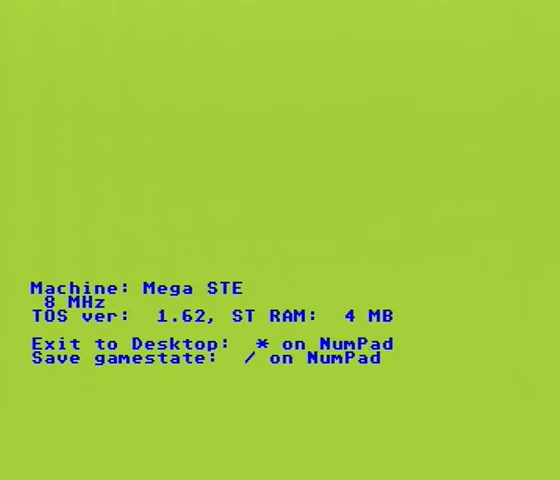 Machine: Mega STE
8 MHz
TOS ver: 1.62, ST RAM: 4 MB
Exit to Desktop: * on NumPad
Save gamestate: / on NumPad